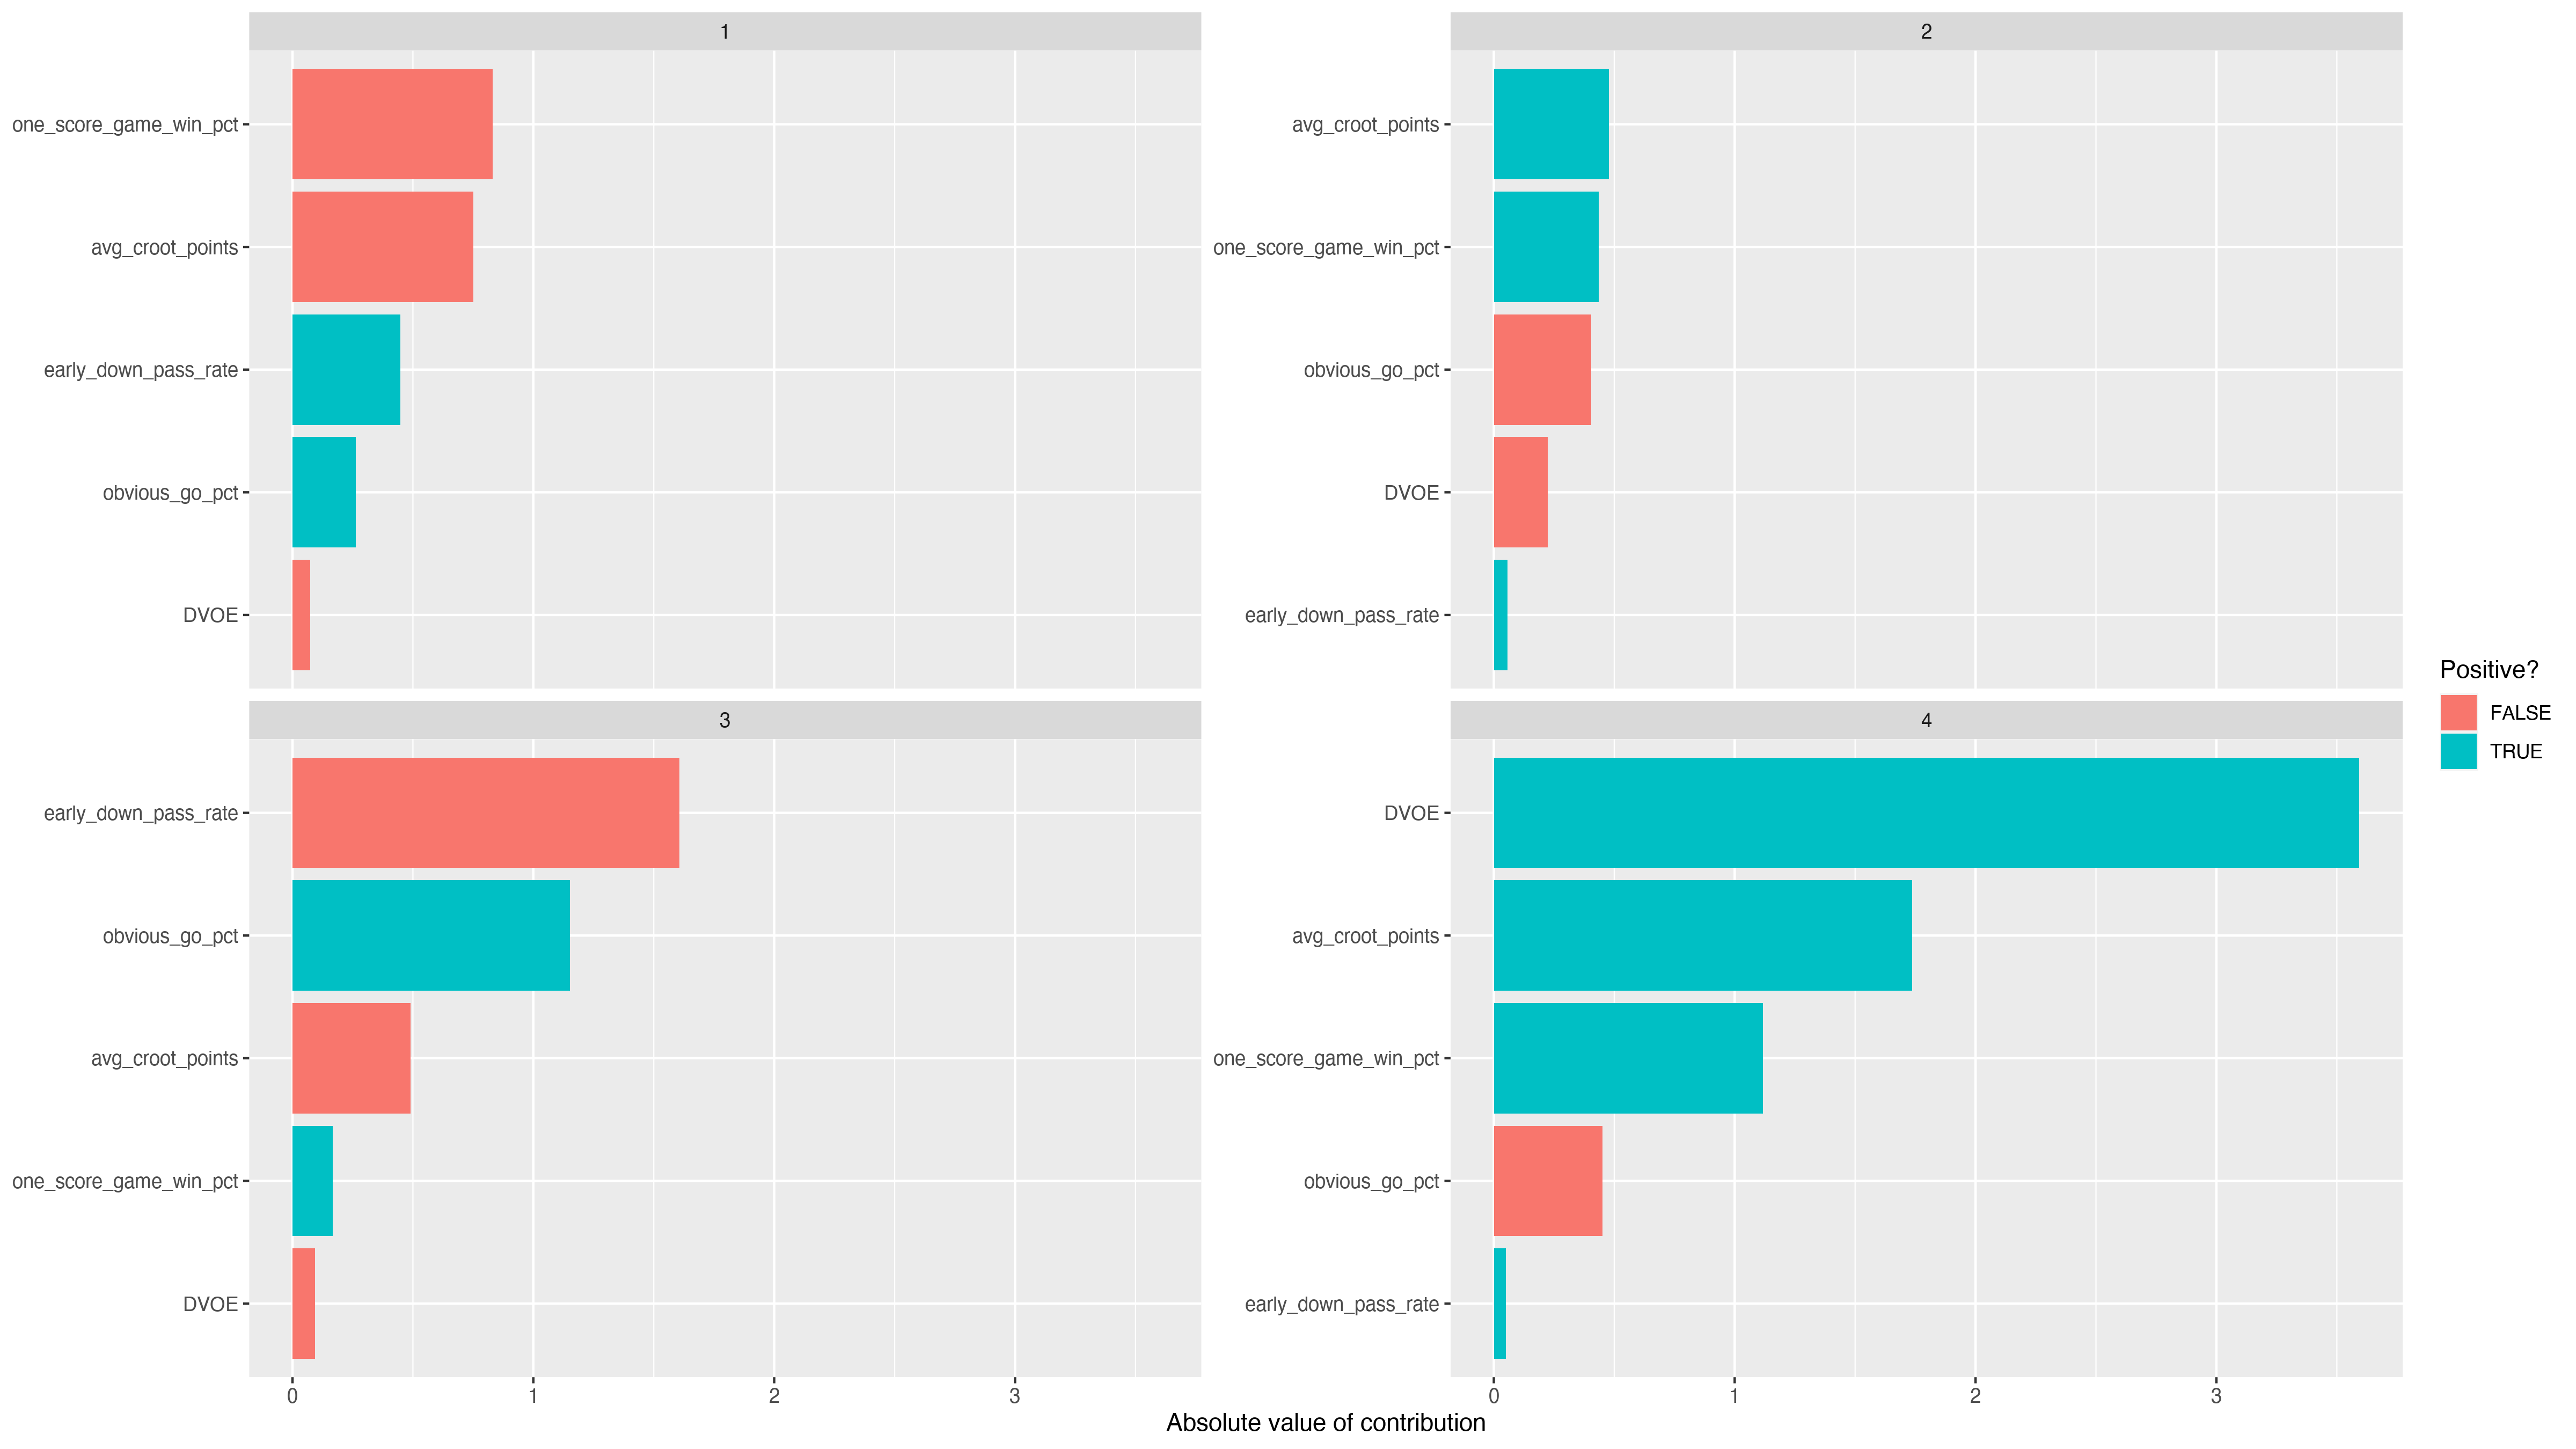 1
one_score_game_win_pct
avg_croot_points
early_down_pass_rate
obvious_go_pct
DVOE
2
avg_croot_points
one_score_game_win_pct
obvious_go_pct
DVOE
early_down_pass_rate
3
early_down_pass_rate
obvious_go_pct
avg_croot_points
one_score_game_win_pct
DVOE
0 1 2 3
4
DVOE
avg_croot_points
one_score_game_win_pct
obvious_go_pct
early_down_pass_rate
0 1 2 3
Absolute value of contribution
Positive?
FALSE
TRUE